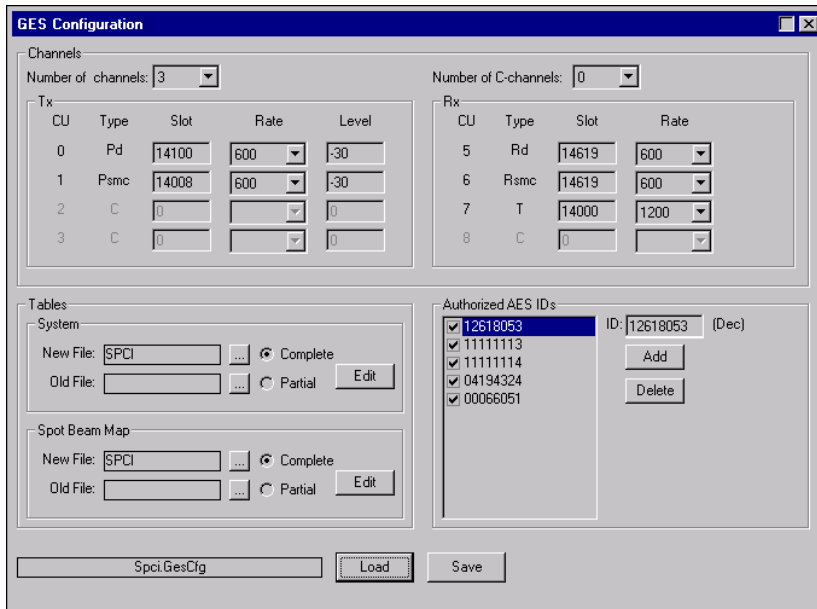 GES Configuration
Channels
Number of channels: 3
Number of C-channels: 0
Tx
CU Type Slot Rate Level
0 Pd 14100 600 -30
1 Psmc 14008 600 -30
2 C 0 0
3 C 0 0
Rx
CU Type Slot Rate
5 Rd 14619 600
6 Rsmc 14619 600
7 T 14000 1200
8 C 0
Tables
System
New File: SPCI ... Complete
Old File: ... Partial Edit
Spot Beam Map
New File: SPCI ... Complete
Old File: ... Partial Edit
Authorized AES IDs
12618053
11111113
11111114
04194324
00066051
ID: 12618053 (Dec)
Add
Delete
Spci.GesCfg Load Save